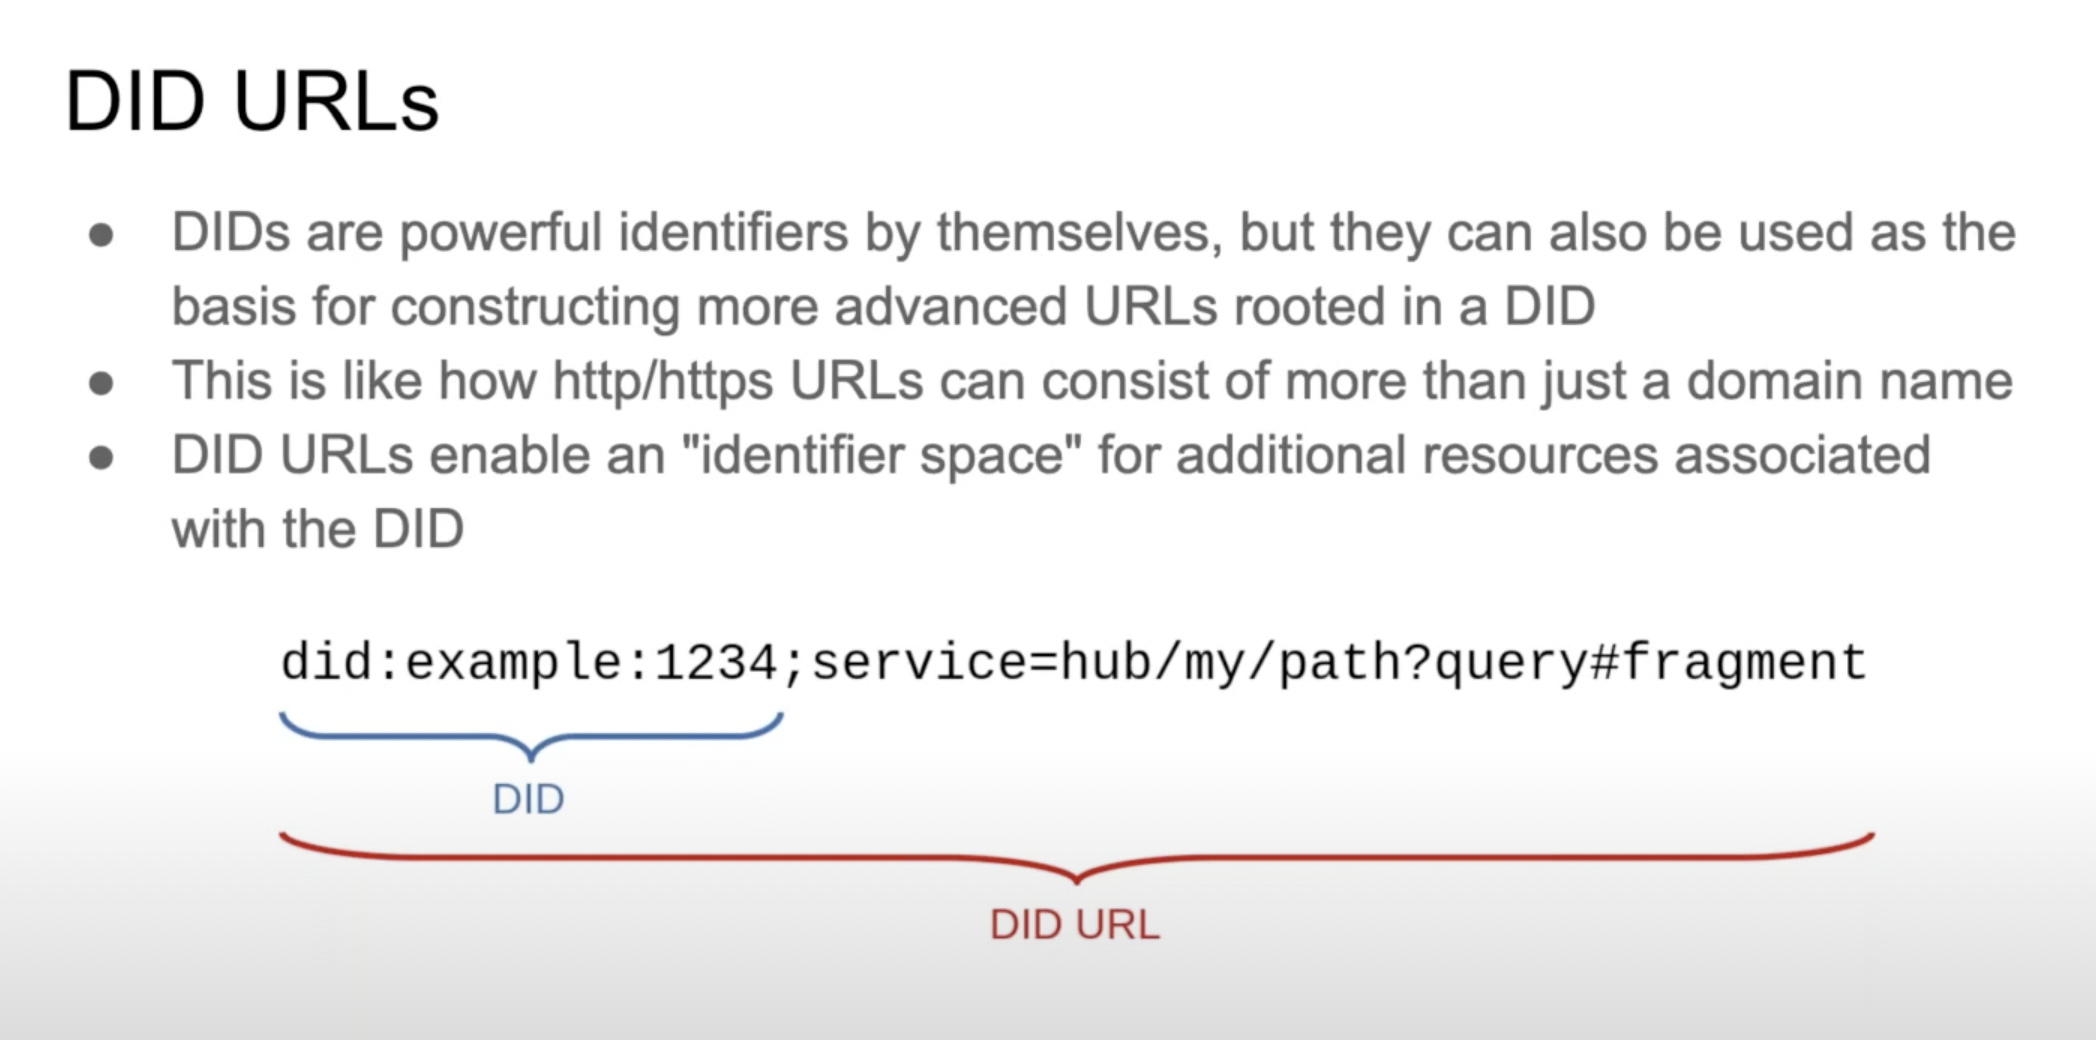 DID URLs
● DIDs are powerful identifiers by themselves, but they can also be used as the
basis for constructing more advanced URLs rooted in a DID
● This is like how http/https URLs can consist of more than just a domain name
● DID URLs enable an "identifier space" for additional resources associated
with the DID
did:example:1234;service=hub/my/path?query#fragment
DID
DID URL